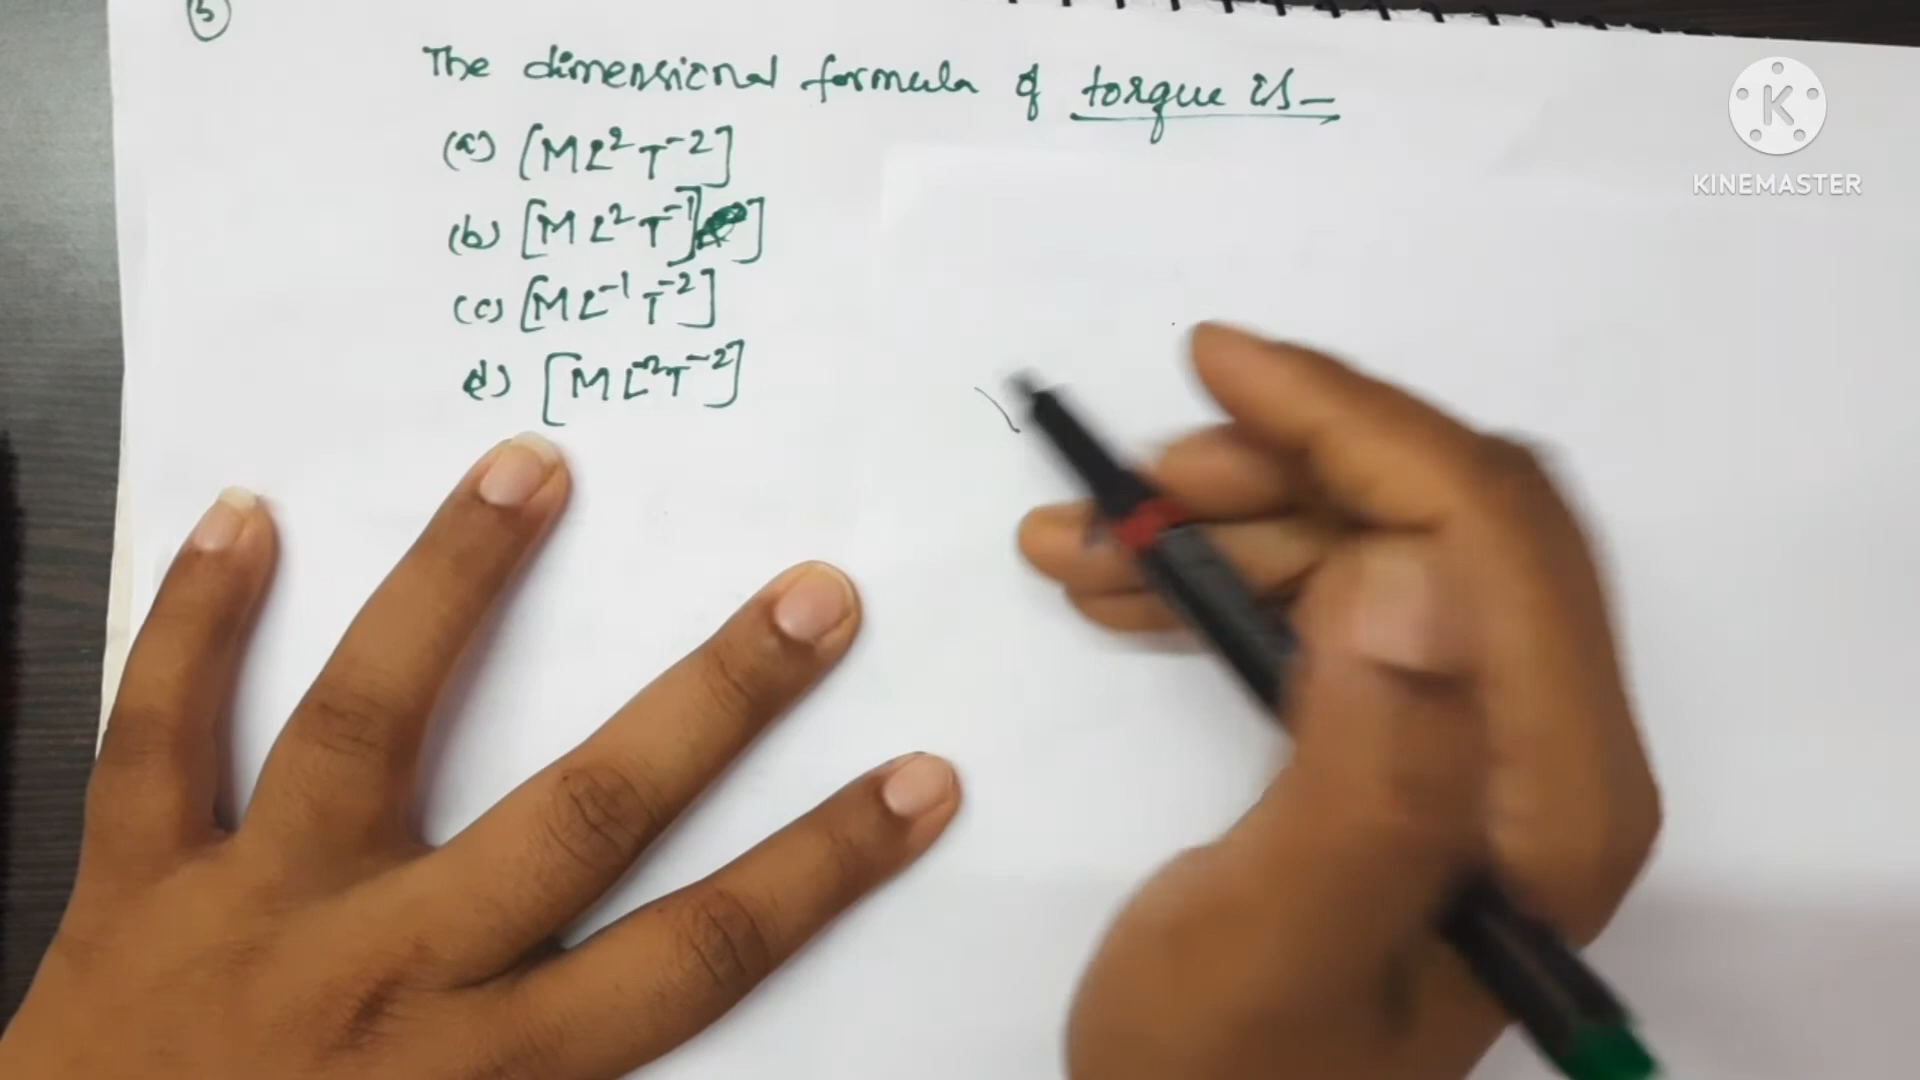 5
The dimensional formula of torque is-
(a) [ML²T⁻²]
(b) [ML²T⁻¹] ]
(c) [ML⁻¹T⁻²]
d) [ML⁻²T⁻²]
K
KINEMASTER